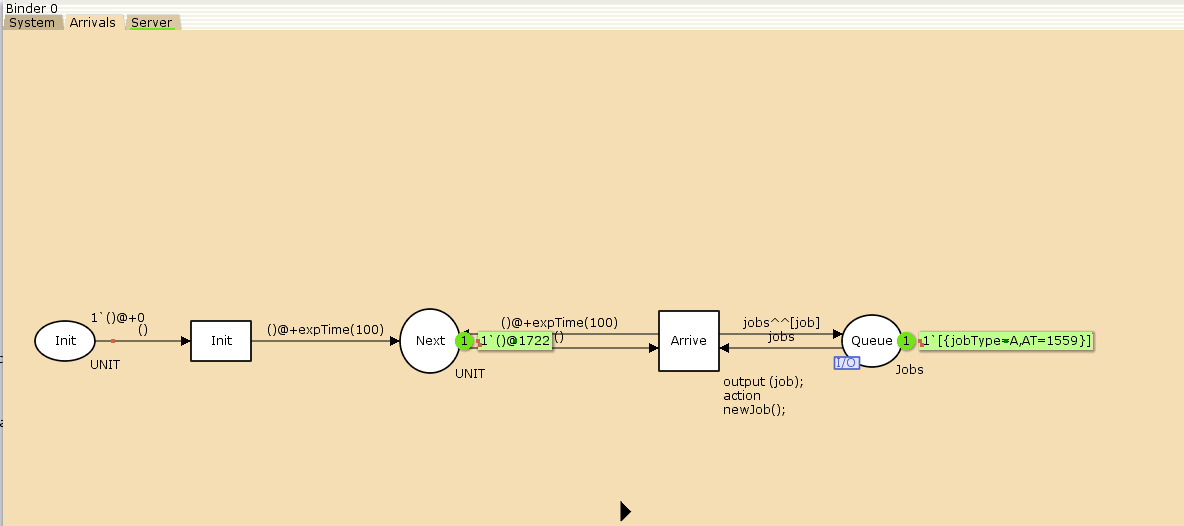 Binder 0
System Arrivals Server
1`()@+0
()
Init
UNIT
Init
()@+expTime(100)
Next
1
1`()@1722
UNIT
()@+expTime(100)
()
Arrive
output (job);
action
newJob();
jobs^^[job]
jobs
Queue
I/O
1
1`[{jobType=A,AT=1559}]
Jobs